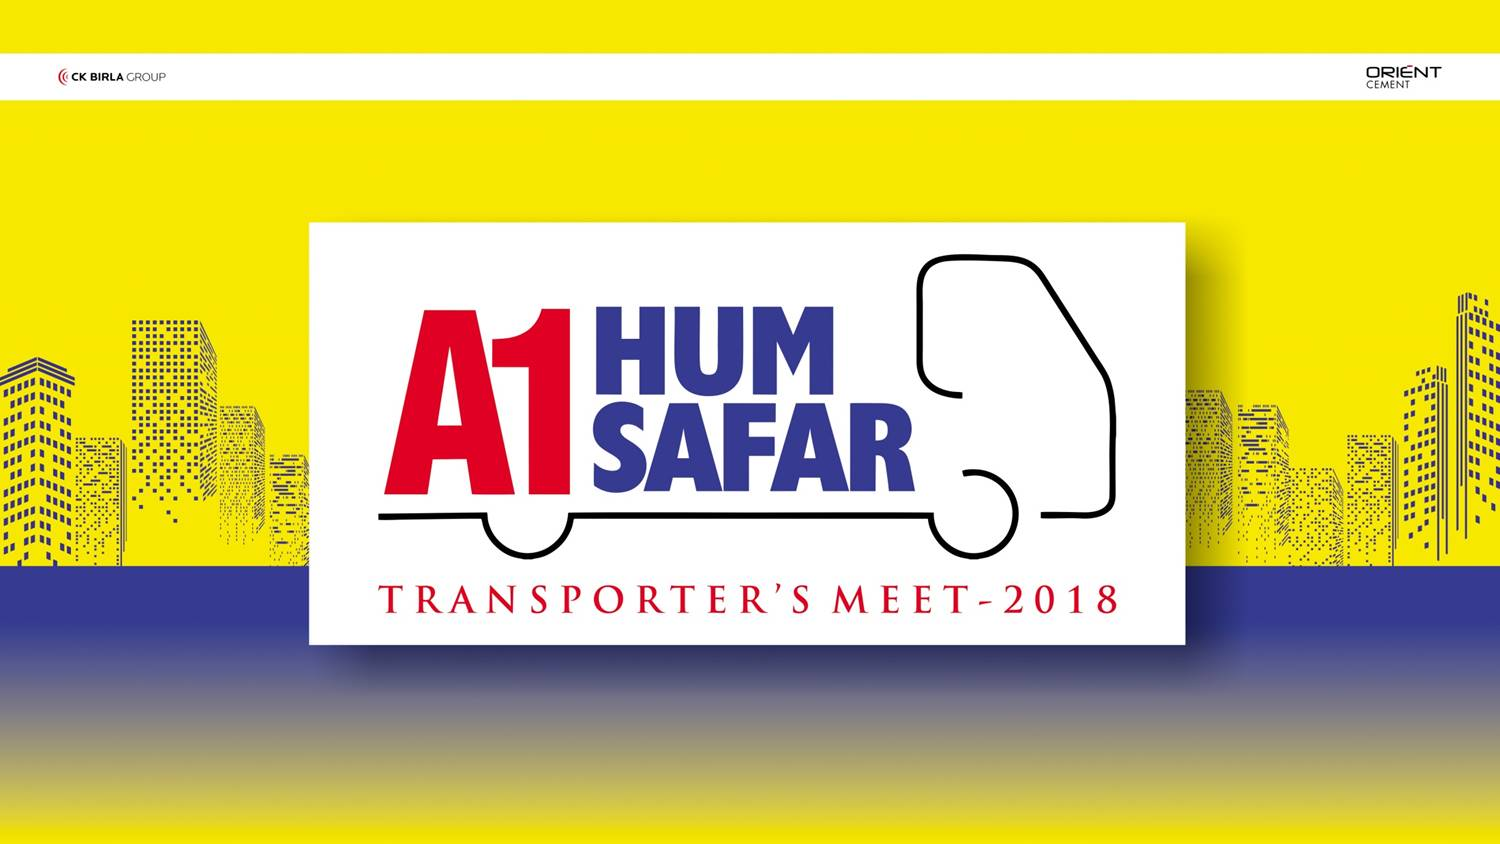 CK BIRLA GROUP
ORIENT
CEMENT
A1 HUM
SAFAR
TRANSPORTER’S MEET-2018